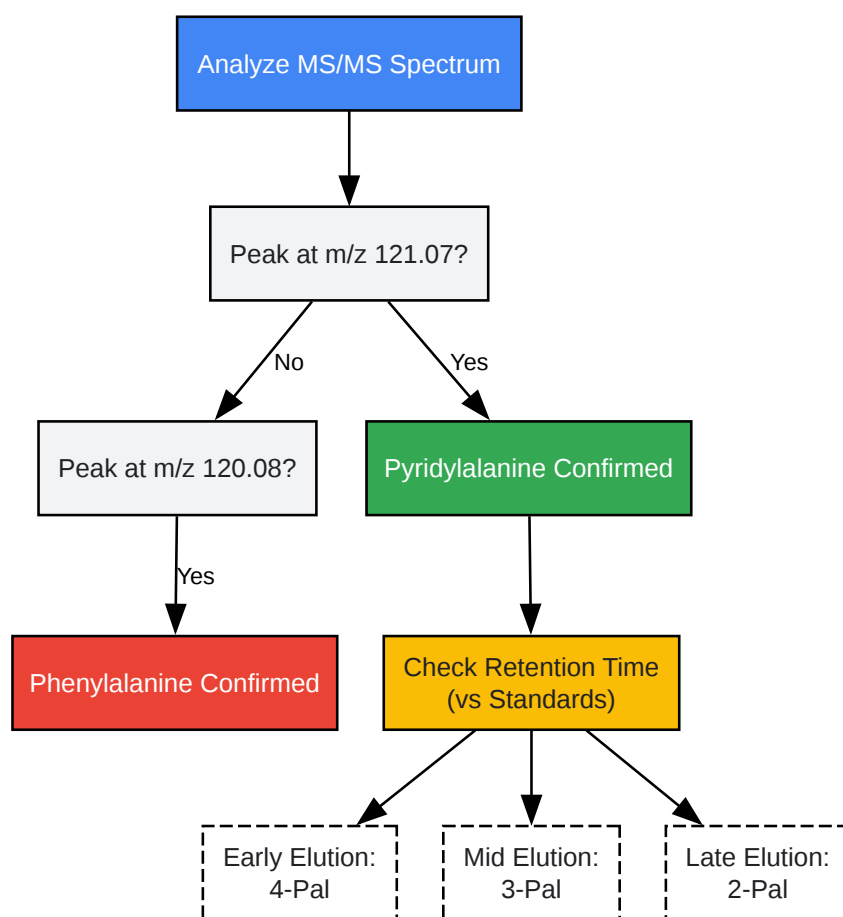 Analyze MS/MS Spectrum
Peak at m/z 121.07?
No
Yes
Peak at m/z 120.08?
Pyridylalanine Confirmed
Yes
Phenylalanine Confirmed
Check Retention Time
(vs Standards)
Early Elution:
4-Pal
Mid Elution:
3-Pal
Late Elution:
2-Pal